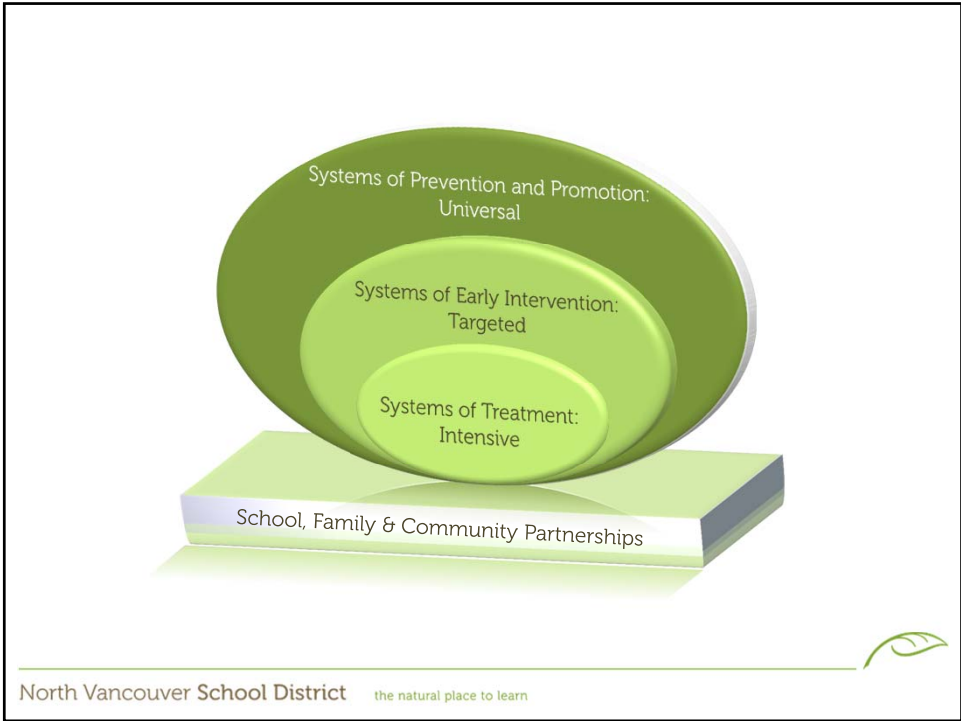 Systems of Prevention and Promotion:
Universal
Systems of Early Intervention:
Targeted
Systems of Treatment:
Intensive
School, Family & Community Partnerships
North Vancouver School District the natural place to learn